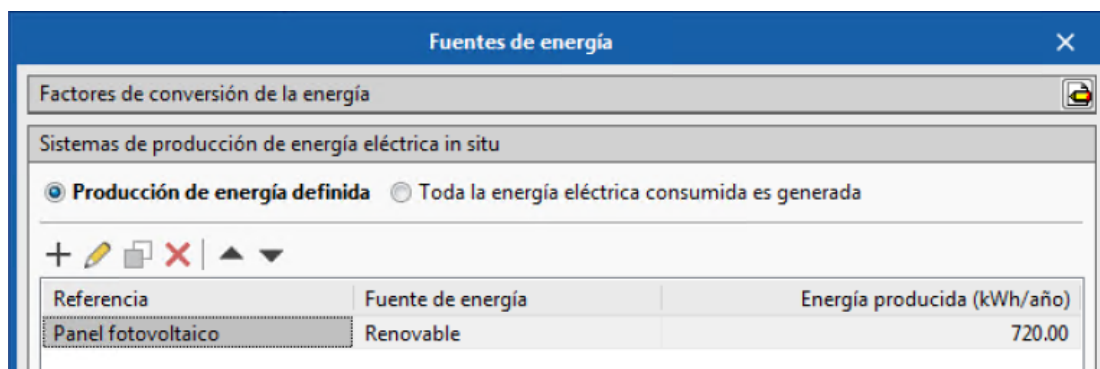 Fuentes de energía
Factores de conversión de la energía
Sistemas de producción de energía eléctrica in situ
Producción de energía definida Toda la energía eléctrica consumida es generada
Referencia Fuente de energía Energía producida (kWh/año)
Panel fotovoltaico Renovable 720.00